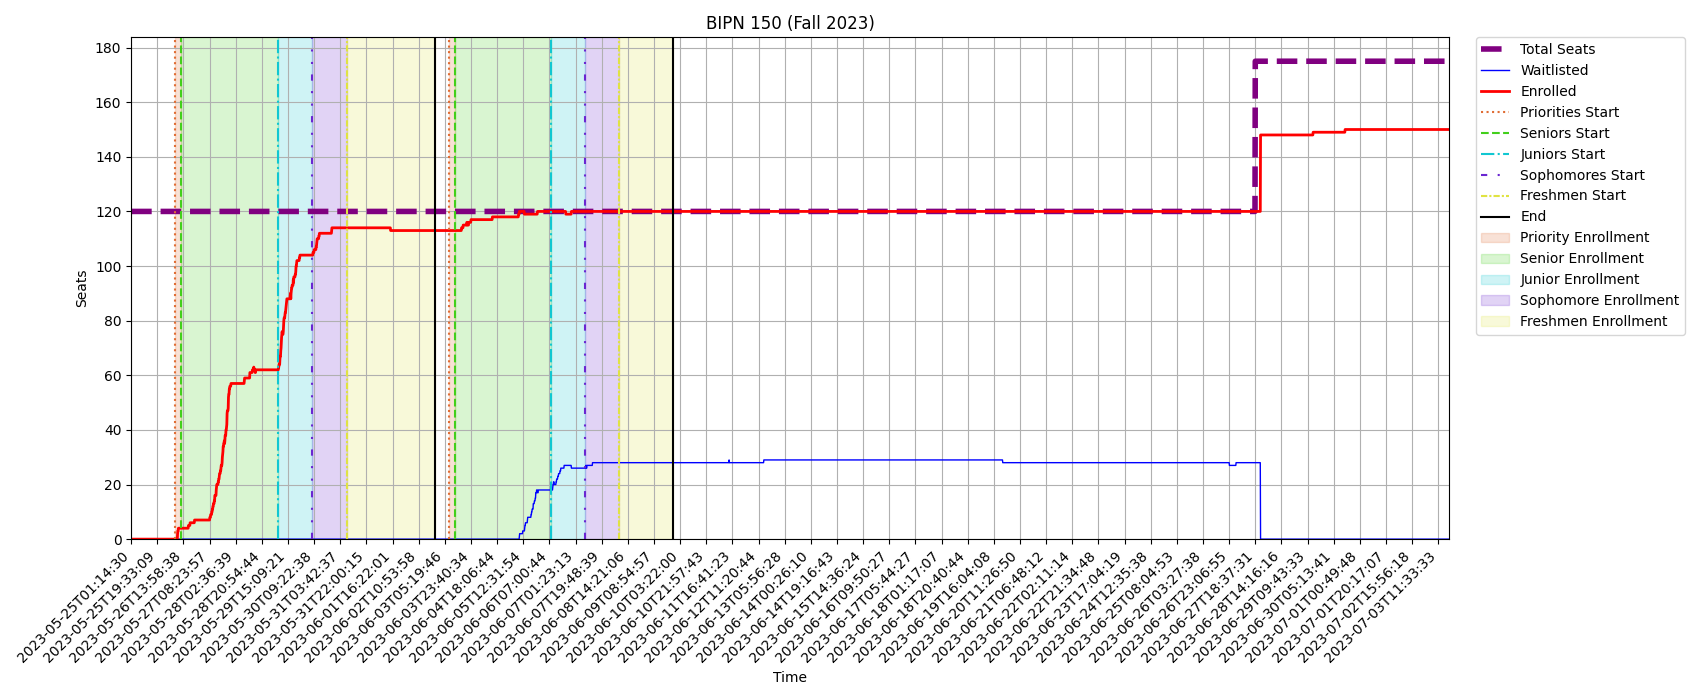 BIPN 150 (Fall 2023)
Seats
180
160
140
120
100
80
60
40
20
0
2023-05-25T01:14:30
2023-05-25T19:33:09
2023-05-26T13:58:38
2023-05-27T08:23:57
2023-05-28T02:36:39
2023-05-28T20:54:44
2023-05-29T15:09:21
2023-05-30T09:22:38
2023-05-31T03:42:37
2023-05-31T22:00:15
2023-06-01T16:22:01
2023-06-02T10:53:58
2023-06-03T05:19:46
2023-06-03T23:40:34
2023-06-04T18:06:44
2023-06-05T12:31:54
2023-06-06T07:00:44
2023-06-07T01:23:13
2023-06-07T19:48:39
2023-06-08T14:21:06
2023-06-09T08:54:57
2023-06-10T03:22:00
2023-06-10T21:57:43
2023-06-11T16:41:23
2023-06-12T11:20:44
2023-06-13T05:56:28
2023-06-14T00:26:10
2023-06-14T19:16:43
2023-06-15T14:36:24
2023-06-16T09:50:27
2023-06-17T05:44:27
2023-06-18T01:17:07
2023-06-18T20:40:44
2023-06-19T16:04:08
2023-06-20T11:26:50
2023-06-21T06:48:12
2023-06-22T02:11:14
2023-06-22T21:34:48
2023-06-23T17:04:19
2023-06-24T12:35:38
2023-06-25T08:04:53
2023-06-26T03:27:38
2023-06-26T23:06:55
2023-06-27T18:37:31
2023-06-28T14:16:16
2023-06-29T09:43:33
2023-06-30T05:13:41
2023-07-01T00:49:48
2023-07-01T20:17:07
2023-07-02T15:56:18
2023-07-03T11:33:33
Time
Total Seats
Waitlisted
Enrolled
Priorities Start
Seniors Start
Juniors Start
Sophomores Start
Freshmen Start
End
Priority Enrollment
Senior Enrollment
Junior Enrollment
Sophomore Enrollment
Freshmen Enrollment